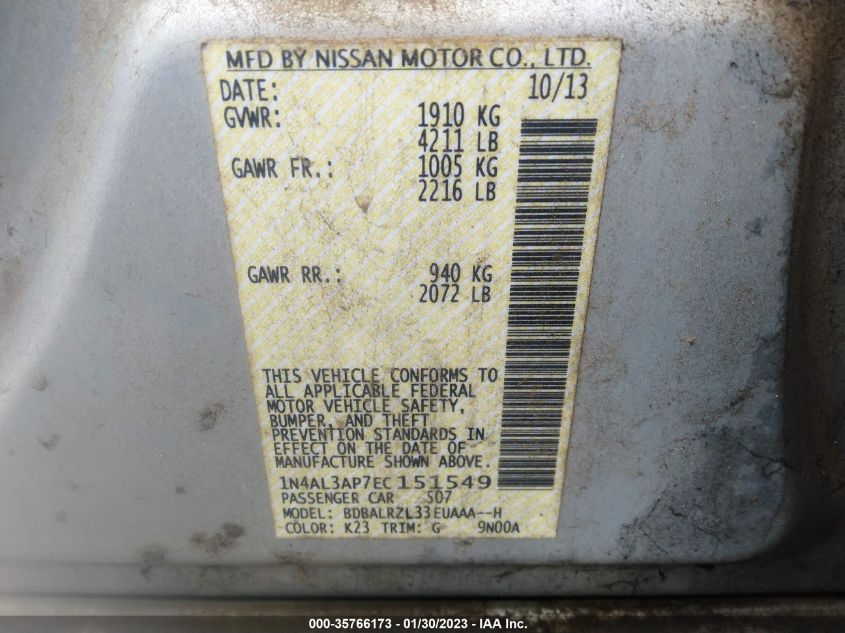 MFD BY NISSAN MOTOR CO., LTD.
DATE: 10/13
GVWR: 1910 KG
4211 LB
GAWR FR.: 1005 KG
2216 LB
GAWR RR.: 940 KG
2072 LB
THIS VEHICLE CONFORMS TO
ALL APPLICABLE FEDERAL
MOTOR VEHICLE SAFETY,
BUMPER, AND THEFT
PREVENTION STANDARDS IN
EFFECT ON THE DATE OF
MANUFACTURE SHOWN ABOVE.
1N4AL3AP7EC151549
PASSENGER CAR S07
MODEL: BDBALRZL33EUAAA--H
COLOR: K23 TRIM: G 9N00A
000-35766173 - 01/30/2023 - IAA Inc.